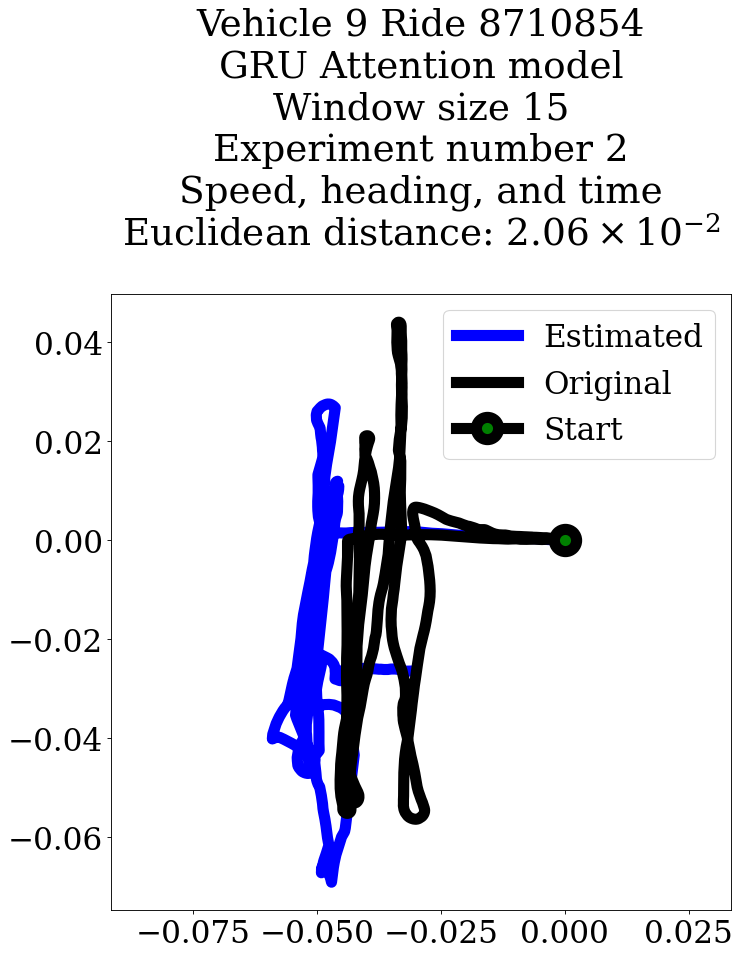 Vehicle 9 Ride 8710854
GRU Attention model
Window size 15
Experiment number 2
Speed, heading, and time
Euclidean distance: 2.06 × 10⁻²
Estimated
Original
Start
0.04
0.02
0.00
−0.02
−0.04
−0.06
−0.075 −0.050 −0.025 0.000 0.025